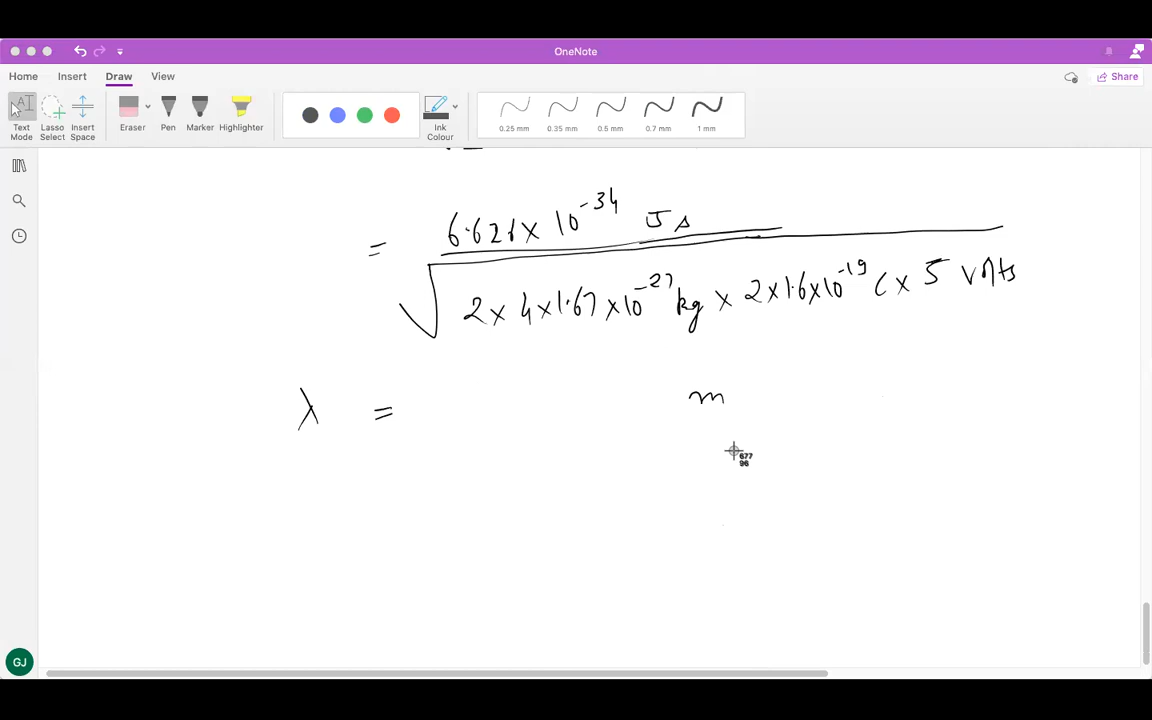 OneNote
Home Insert Draw View Share
Text Mode Lasso Select Insert Space Eraser Pen Marker Highlighter Ink Colour 0.25 mm 0.35 mm 0.5 mm 0.7 mm 1 mm
= 6.626 × 10^-34 J s
√ 2 × 4 × 1.67 × 10^-27 kg × 2 × 1.6 × 10^-19 C × 5 Volts
λ = m
677
96
GJ